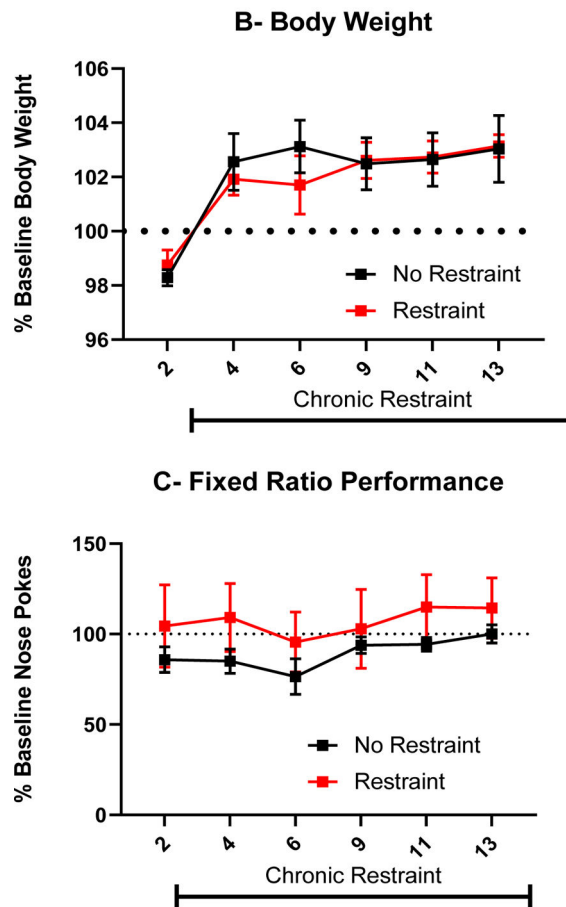 B- Body Weight
% Baseline Body Weight
106
104
102
100
98
96
No Restraint
Restraint
2 4 6 9 11 13
Chronic Restraint
C- Fixed Ratio Performance
% Baseline Nose Pokes
150
100
50
0
No Restraint
Restraint
2 4 6 9 11 13
Chronic Restraint